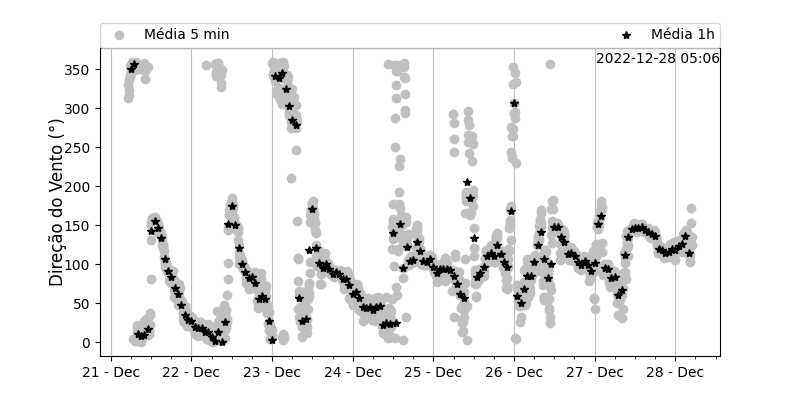 Média 5 min
Média 1h
2022-12-28 05:06
Direção do Vento (°)
350
300
250
200
150
100
50
0
21 - Dec
22 - Dec
23 - Dec
24 - Dec
25 - Dec
26 - Dec
27 - Dec
28 - Dec